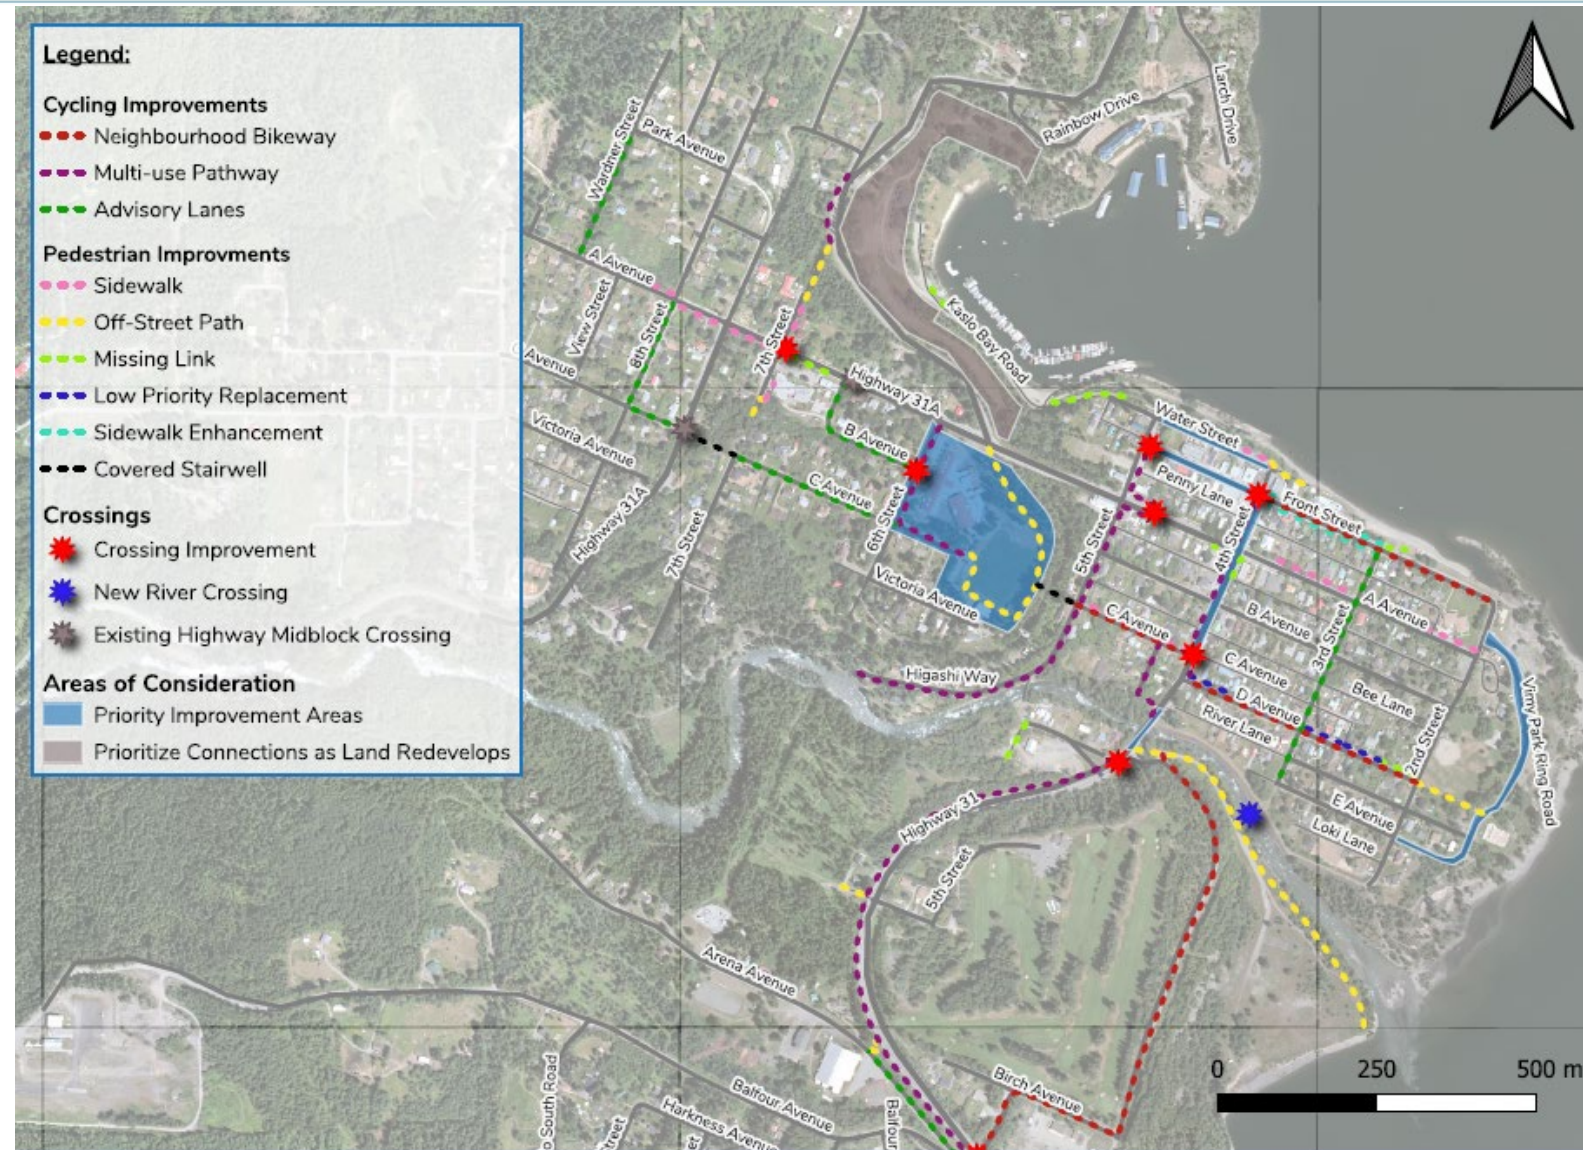 Legend:
Cycling Improvements
Neighbourhood Bikeway
Multi-use Pathway
Advisory Lanes
Pedestrian Improvments
Sidewalk
Off-Street Path
Missing Link
Low Priority Replacement
Sidewalk Enhancement
Covered Stairwell
Crossings
Crossing Improvement
New River Crossing
Existing Highway Midblock Crossing
Areas of Consideration
Priority Improvement Areas
Prioritize Connections as Land Redevelops
Larch Drive
Rainbow Drive
Wardner Street
Park Avenue
A Avenue
View Street
8th Street
7th Street
Kaslo Bay Road
Highway 31A
Avenue
Victoria Avenue
B Avenue
C Avenue
6th Street
Highway 31A
7th Street
Victoria Avenue
Water Street
Penny Lane
Front Street
5th Street
4th Street
A Avenue
B Avenue
C Avenue
C Avenue
3rd Street
Bee Lane
D Avenue
River Lane
2nd Street
Vimy Park Ring Road
Higashi Way
E Avenue
Loki Lane
Highway 31
5th Street
Arena Avenue
Birch Avenue
Balfour Avenue
Harkness Avenue
Balfour
o South Road
treet
et
0 250 500 m